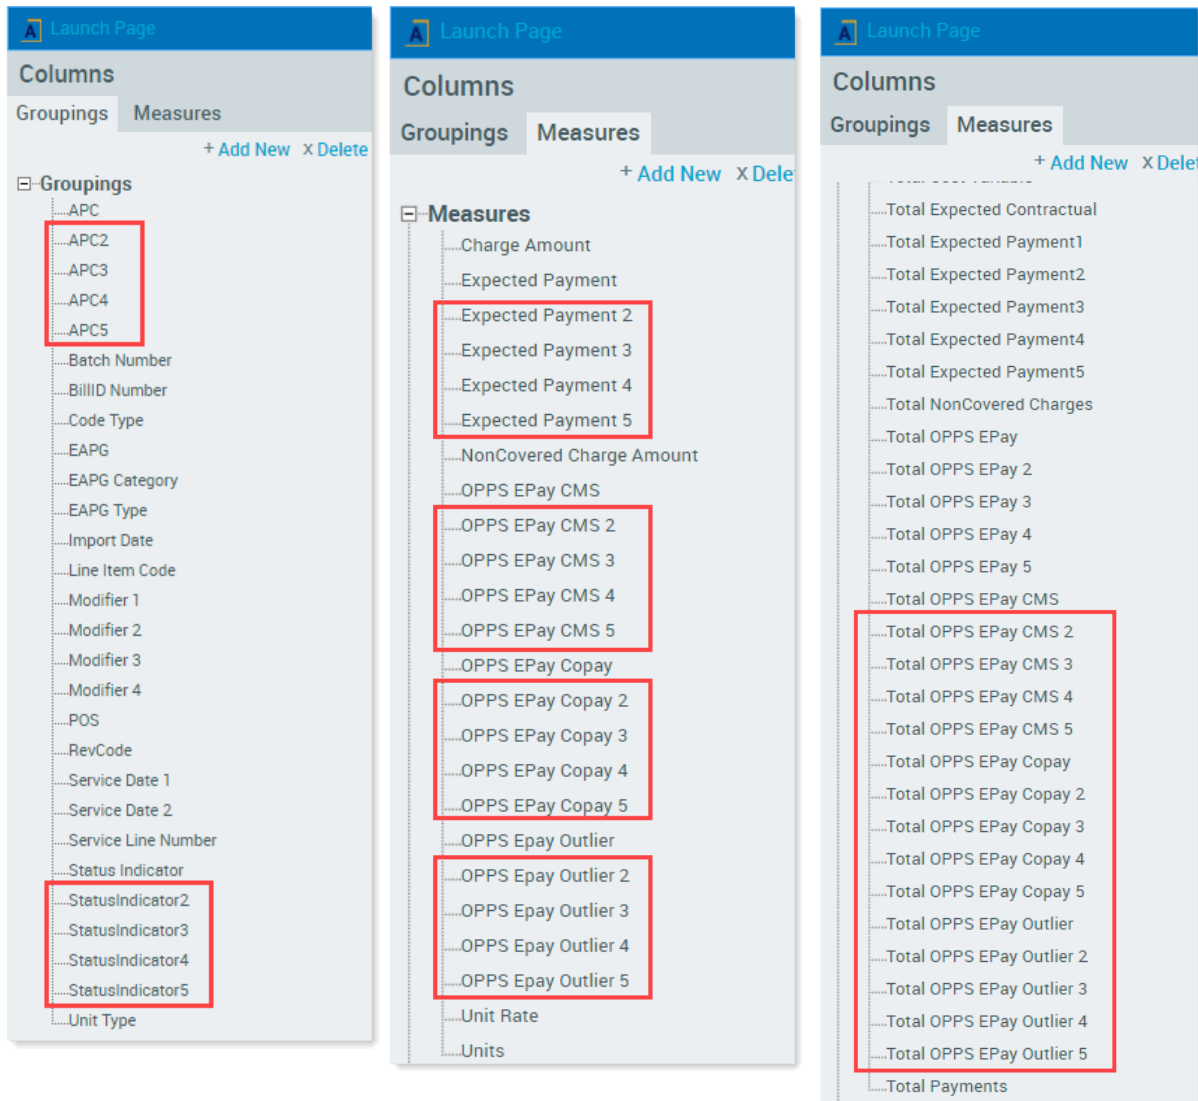 A Launch Page
Columns
Groupings Measures
+ Add New x Delete
Groupings
APC
APC2
APC3
APC4
APC5
Batch Number
BillID Number
Code Type
EAPG
EAPG Category
EAPG Type
Import Date
Line Item Code
Modifier 1
Modifier 2
Modifier 3
Modifier 4
POS
RevCode
Service Date 1
Service Date 2
Service Line Number
Status Indicator
StatusIndicator2
StatusIndicator3
StatusIndicator4
StatusIndicator5
Unit Type
A Launch Page
Columns
Groupings Measures
+ Add New x Dele
Measures
Charge Amount
Expected Payment
Expected Payment 2
Expected Payment 3
Expected Payment 4
Expected Payment 5
NonCovered Charge Amount
OPPS EPay CMS
OPPS EPay CMS 2
OPPS EPay CMS 3
OPPS EPay CMS 4
OPPS EPay CMS 5
OPPS EPay Copay
OPPS EPay Copay 2
OPPS EPay Copay 3
OPPS EPay Copay 4
OPPS EPay Copay 5
OPPS Epay Outlier
OPPS Epay Outlier 2
OPPS Epay Outlier 3
OPPS Epay Outlier 4
OPPS Epay Outlier 5
Unit Rate
Units
A Launch Page
Columns
Groupings Measures
+ Add New x Delet
Total Expected Contractual
Total Expected Payment1
Total Expected Payment2
Total Expected Payment3
Total Expected Payment4
Total Expected Payment5
Total NonCovered Charges
Total OPPS EPay
Total OPPS EPay 2
Total OPPS EPay 3
Total OPPS EPay 4
Total OPPS EPay 5
Total OPPS EPay CMS
Total OPPS EPay CMS 2
Total OPPS EPay CMS 3
Total OPPS EPay CMS 4
Total OPPS EPay CMS 5
Total OPPS EPay Copay
Total OPPS EPay Copay 2
Total OPPS EPay Copay 3
Total OPPS EPay Copay 4
Total OPPS EPay Copay 5
Total OPPS EPay Outlier
Total OPPS EPay Outlier 2
Total OPPS EPay Outlier 3
Total OPPS EPay Outlier 4
Total OPPS EPay Outlier 5
Total Payments